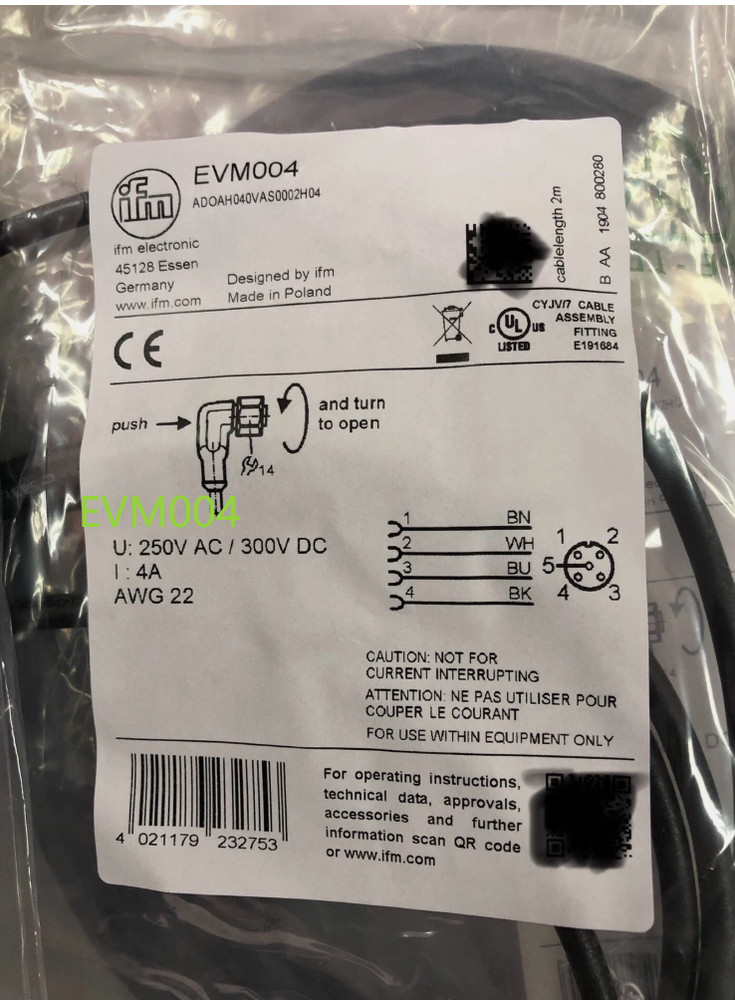 ifm
EVM004
ADOAH040VAS0002H04
ifm electronic
45128 Essen
Germany
www.ifm.com
Designed by ifm
Made in Poland
cablelength 2m
B AA 1904 800280
CE
C UL US
LISTED
CYJV/7 CABLE
ASSEMBLY
FITTING
E191684
push
and turn
to open
14
EVM004
U: 250V AC / 300V DC
I : 4A
AWG 22
1 BN
2 WH
3 BU
4 BK
1 2
5
4 3
CAUTION: NOT FOR
CURRENT INTERRUPTING
ATTENTION: NE PAS UTILISER POUR
COUPER LE COURANT
FOR USE WITHIN EQUIPMENT ONLY
4 021179 232753
For operating instructions,
technical data, approvals,
accessories and further
information scan QR code
or www.ifm.com